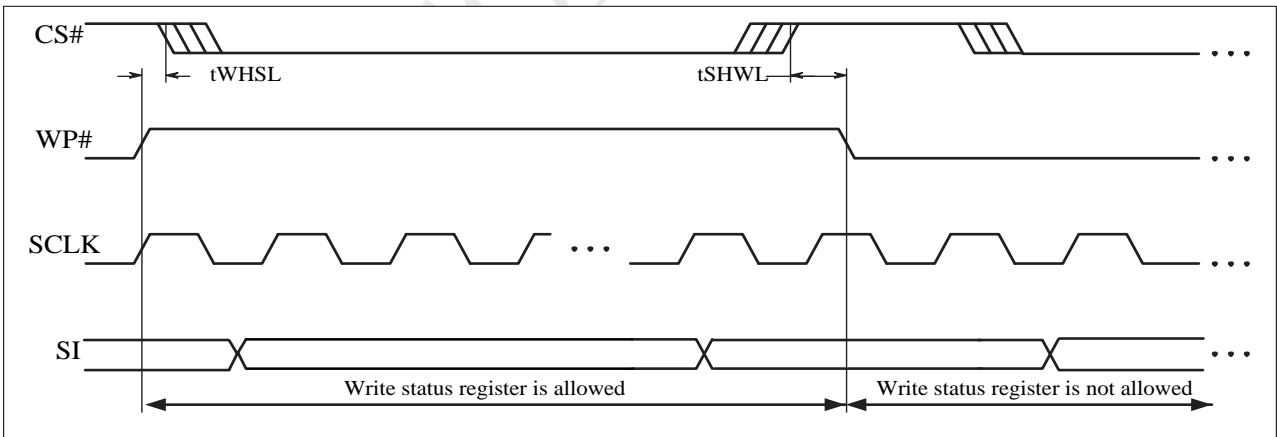 CS#
tWHSL
tSHWL
WP#
SCLK
SI
Write status register is allowed
Write status register is not allowed